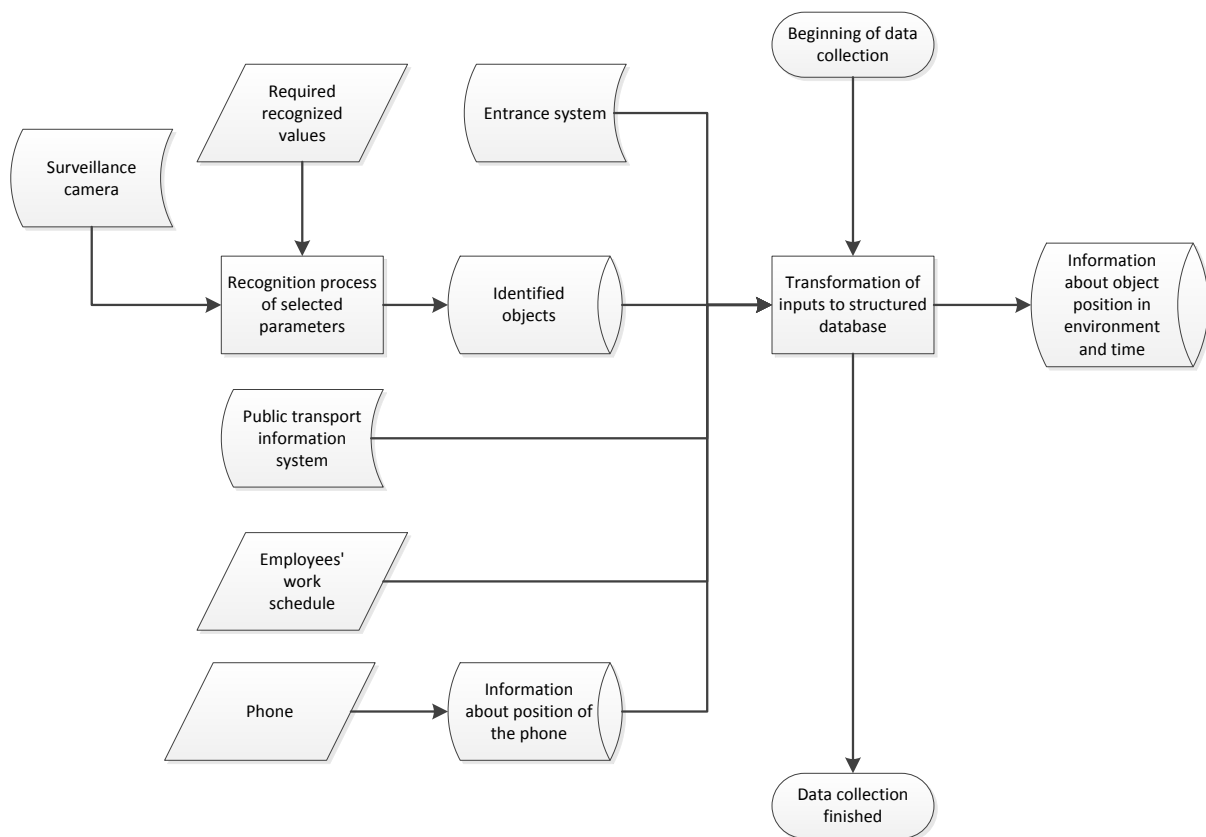 Beginning of data
collection
Required
recognized
values
Entrance system
Surveillance
camera
Recognition process
of selected
parameters
Identified
objects
Transformation of
inputs to structured
database
Information
about object
position in
environment
and time
Public transport
information
system
Employees'
work
schedule
Phone
Information
about position of
the phone
Data collection
finished